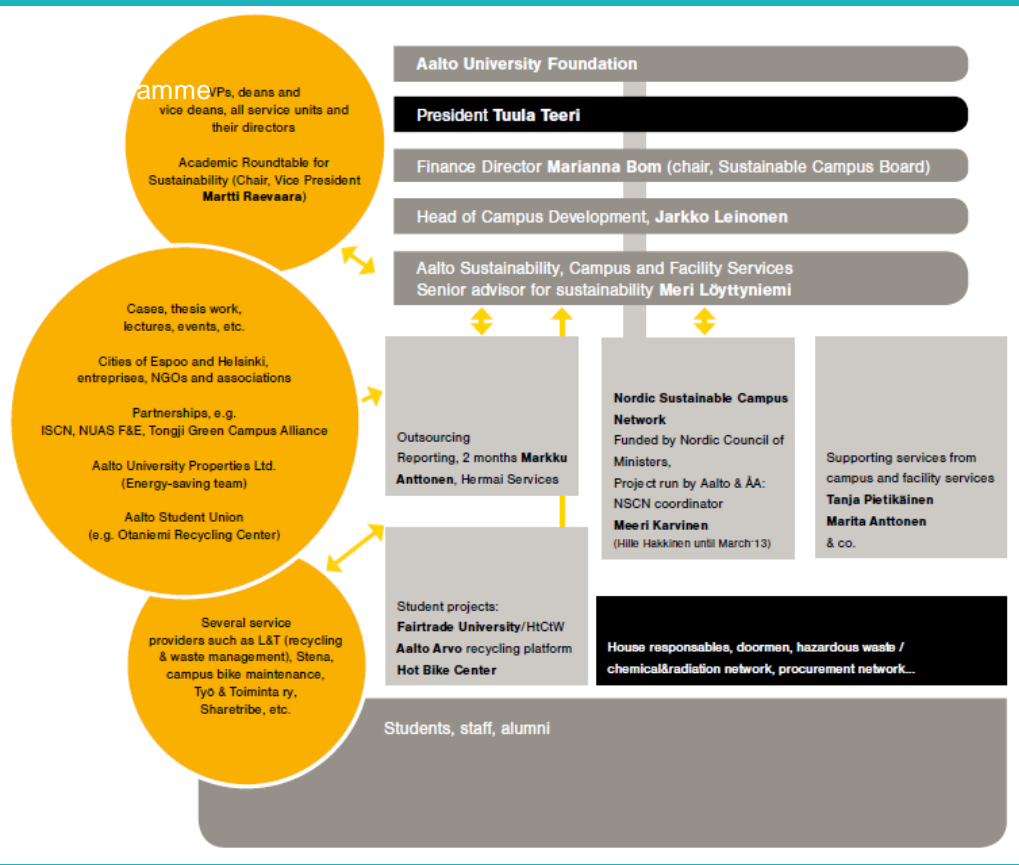 amme
VPs, deans and
vice deans, all service units and
their directors
Academic Roundtable for
Sustainability (Chair, Vice President
Martti Raevaara)
Cases, thesis work,
lectures, events, etc.
Cities of Espoo and Helsinki,
entreprises, NGOs and associations
Partnerships, e.g.
ISCN, NUAS F&E, Tongji Green Campus Alliance
Aalto University Properties Ltd.
(Energy-saving team)
Aalto Student Union
(e.g. Otaniemi Recycling Center)
Several service
providers such as L&T (recycling
& waste management), Stena,
campus bike maintenance,
Työ & Toiminta ry,
Sharetribe, etc.
Aalto University Foundation
President Tuula Teeri
Finance Director Marianna Bom (chair, Sustainable Campus Board)
Head of Campus Development, Jarkko Leinonen
Aalto Sustainability, Campus and Facility Services
Senior advisor for sustainability Meri Löyttyniemi
Outsourcing
Reporting, 2 months Markku
Anttonen, Hermai Services
Nordic Sustainable Campus
Network
Funded by Nordic Council of
Ministers,
Project run by Aalto & ÅA:
NSCN coordinator
Meeri Karvinen
(Hille Hakkinen until March'13)
Supporting services from
campus and facility services
Tanja Pietikäinen
Marita Anttonen
& co.
Student projects:
Fairtrade University/HtCtW
Aalto Arvo recycling platform
Hot Bike Center
House responsables, doormen, hazardous waste /
chemical&radiation network, procurement network...
Students, staff, alumni